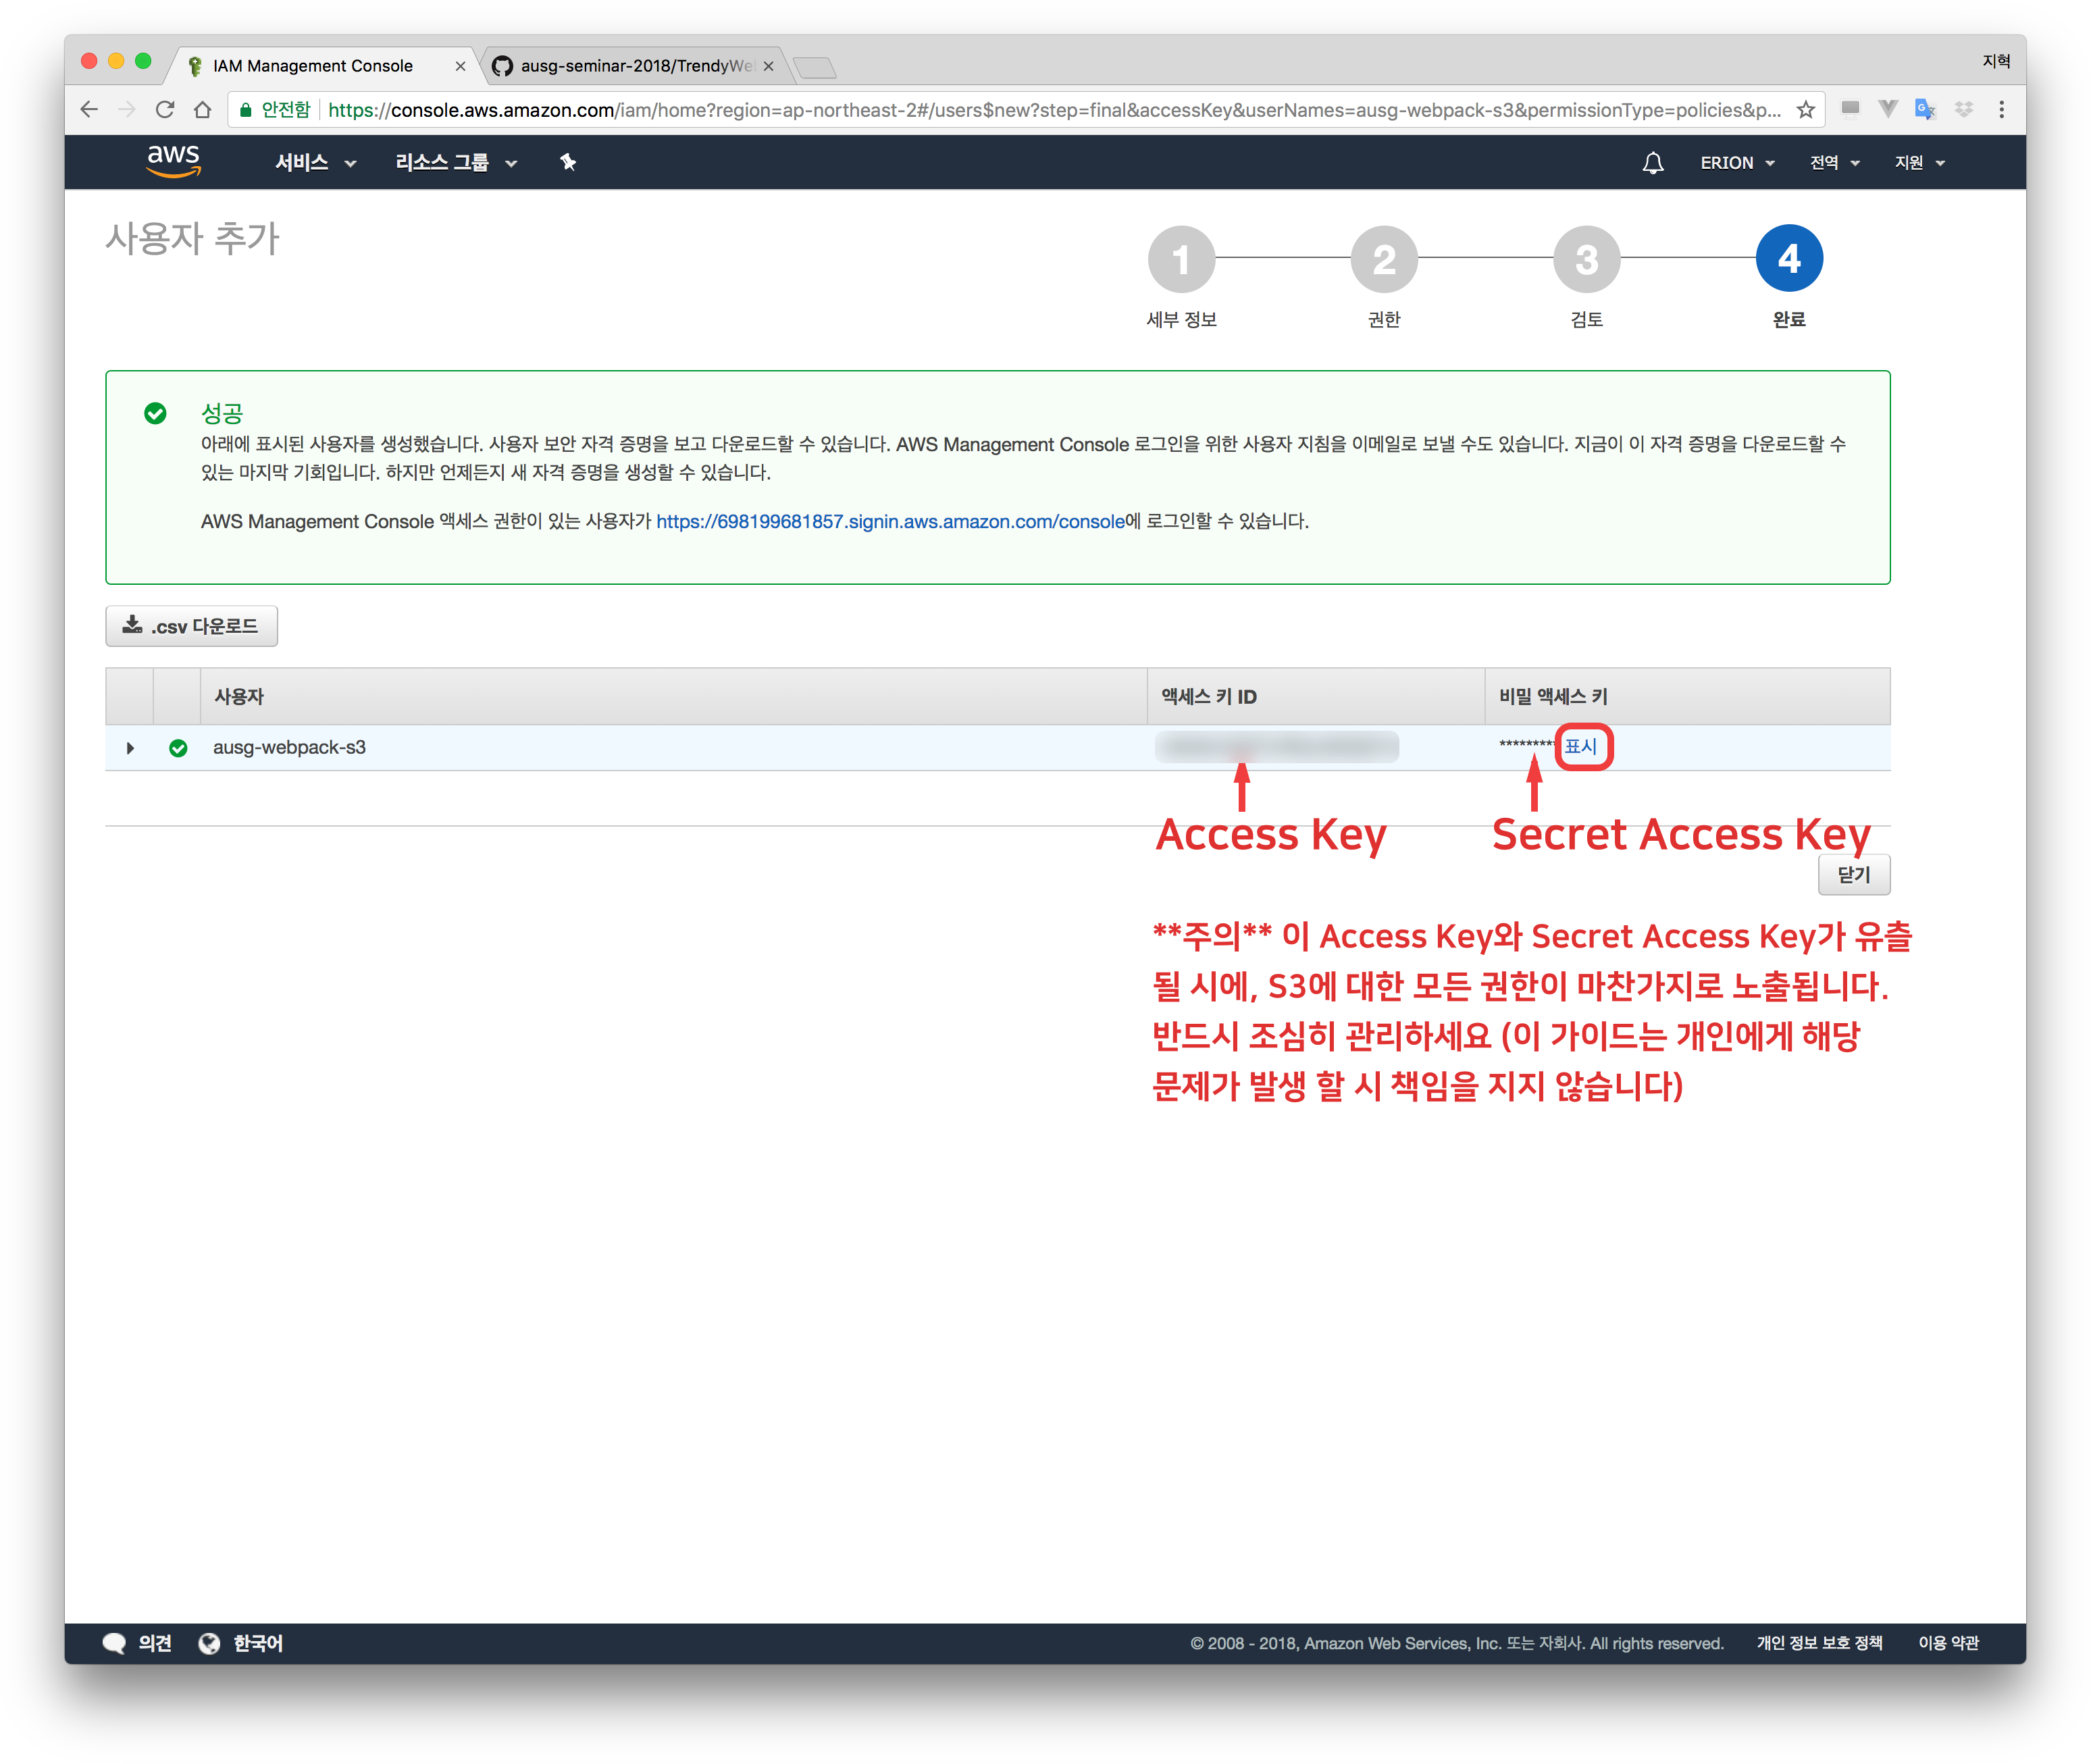 IAM Management Console
ausg-seminar-2018/TrendyWe
지혁
안전함 https://console.aws.amazon.com/iam/home?region=ap-northeast-2#/users$new?step=final&accessKey&userNames=ausg-webpack-s3&permissionType=policies&p...
aws 서비스 리소스 그룹 ERION 전역 지원
사용자 추가
1 2 3 4
세부 정보 권한 검토 완료
성공
아래에 표시된 사용자를 생성했습니다. 사용자 보안 자격 증명을 보고 다운로드할 수 있습니다. AWS Management Console 로그인을 위한 사용자 지침을 이메일로 보낼 수도 있습니다. 지금이 이 자격 증명을 다운로드할 수
있는 마지막 기회입니다. 하지만 언제든지 새 자격 증명을 생성할 수 있습니다.
AWS Management Console 액세스 권한이 있는 사용자가 https://698199681857.signin.aws.amazon.com/console에 로그인할 수 있습니다.
.csv 다운로드
사용자 액세스 키 ID 비밀 액세스 키
ausg-webpack-s3 ********* 표시
Access Key Secret Access Key
닫기
**주의** 이 Access Key와 Secret Access Key가 유츨
될 시에, S3에 대한 모든 권한이 마찬가지로 노출됩니다.
반드시 조심히 관리하세요 (이 가이드는 개인에게 해당
문제가 발생 할 시 책임을 지지 않습니다)
의견 한국어 © 2008 - 2018, Amazon Web Services, Inc. 또는 자회사. All rights reserved. 개인 정보 보호 정책 이용 약관